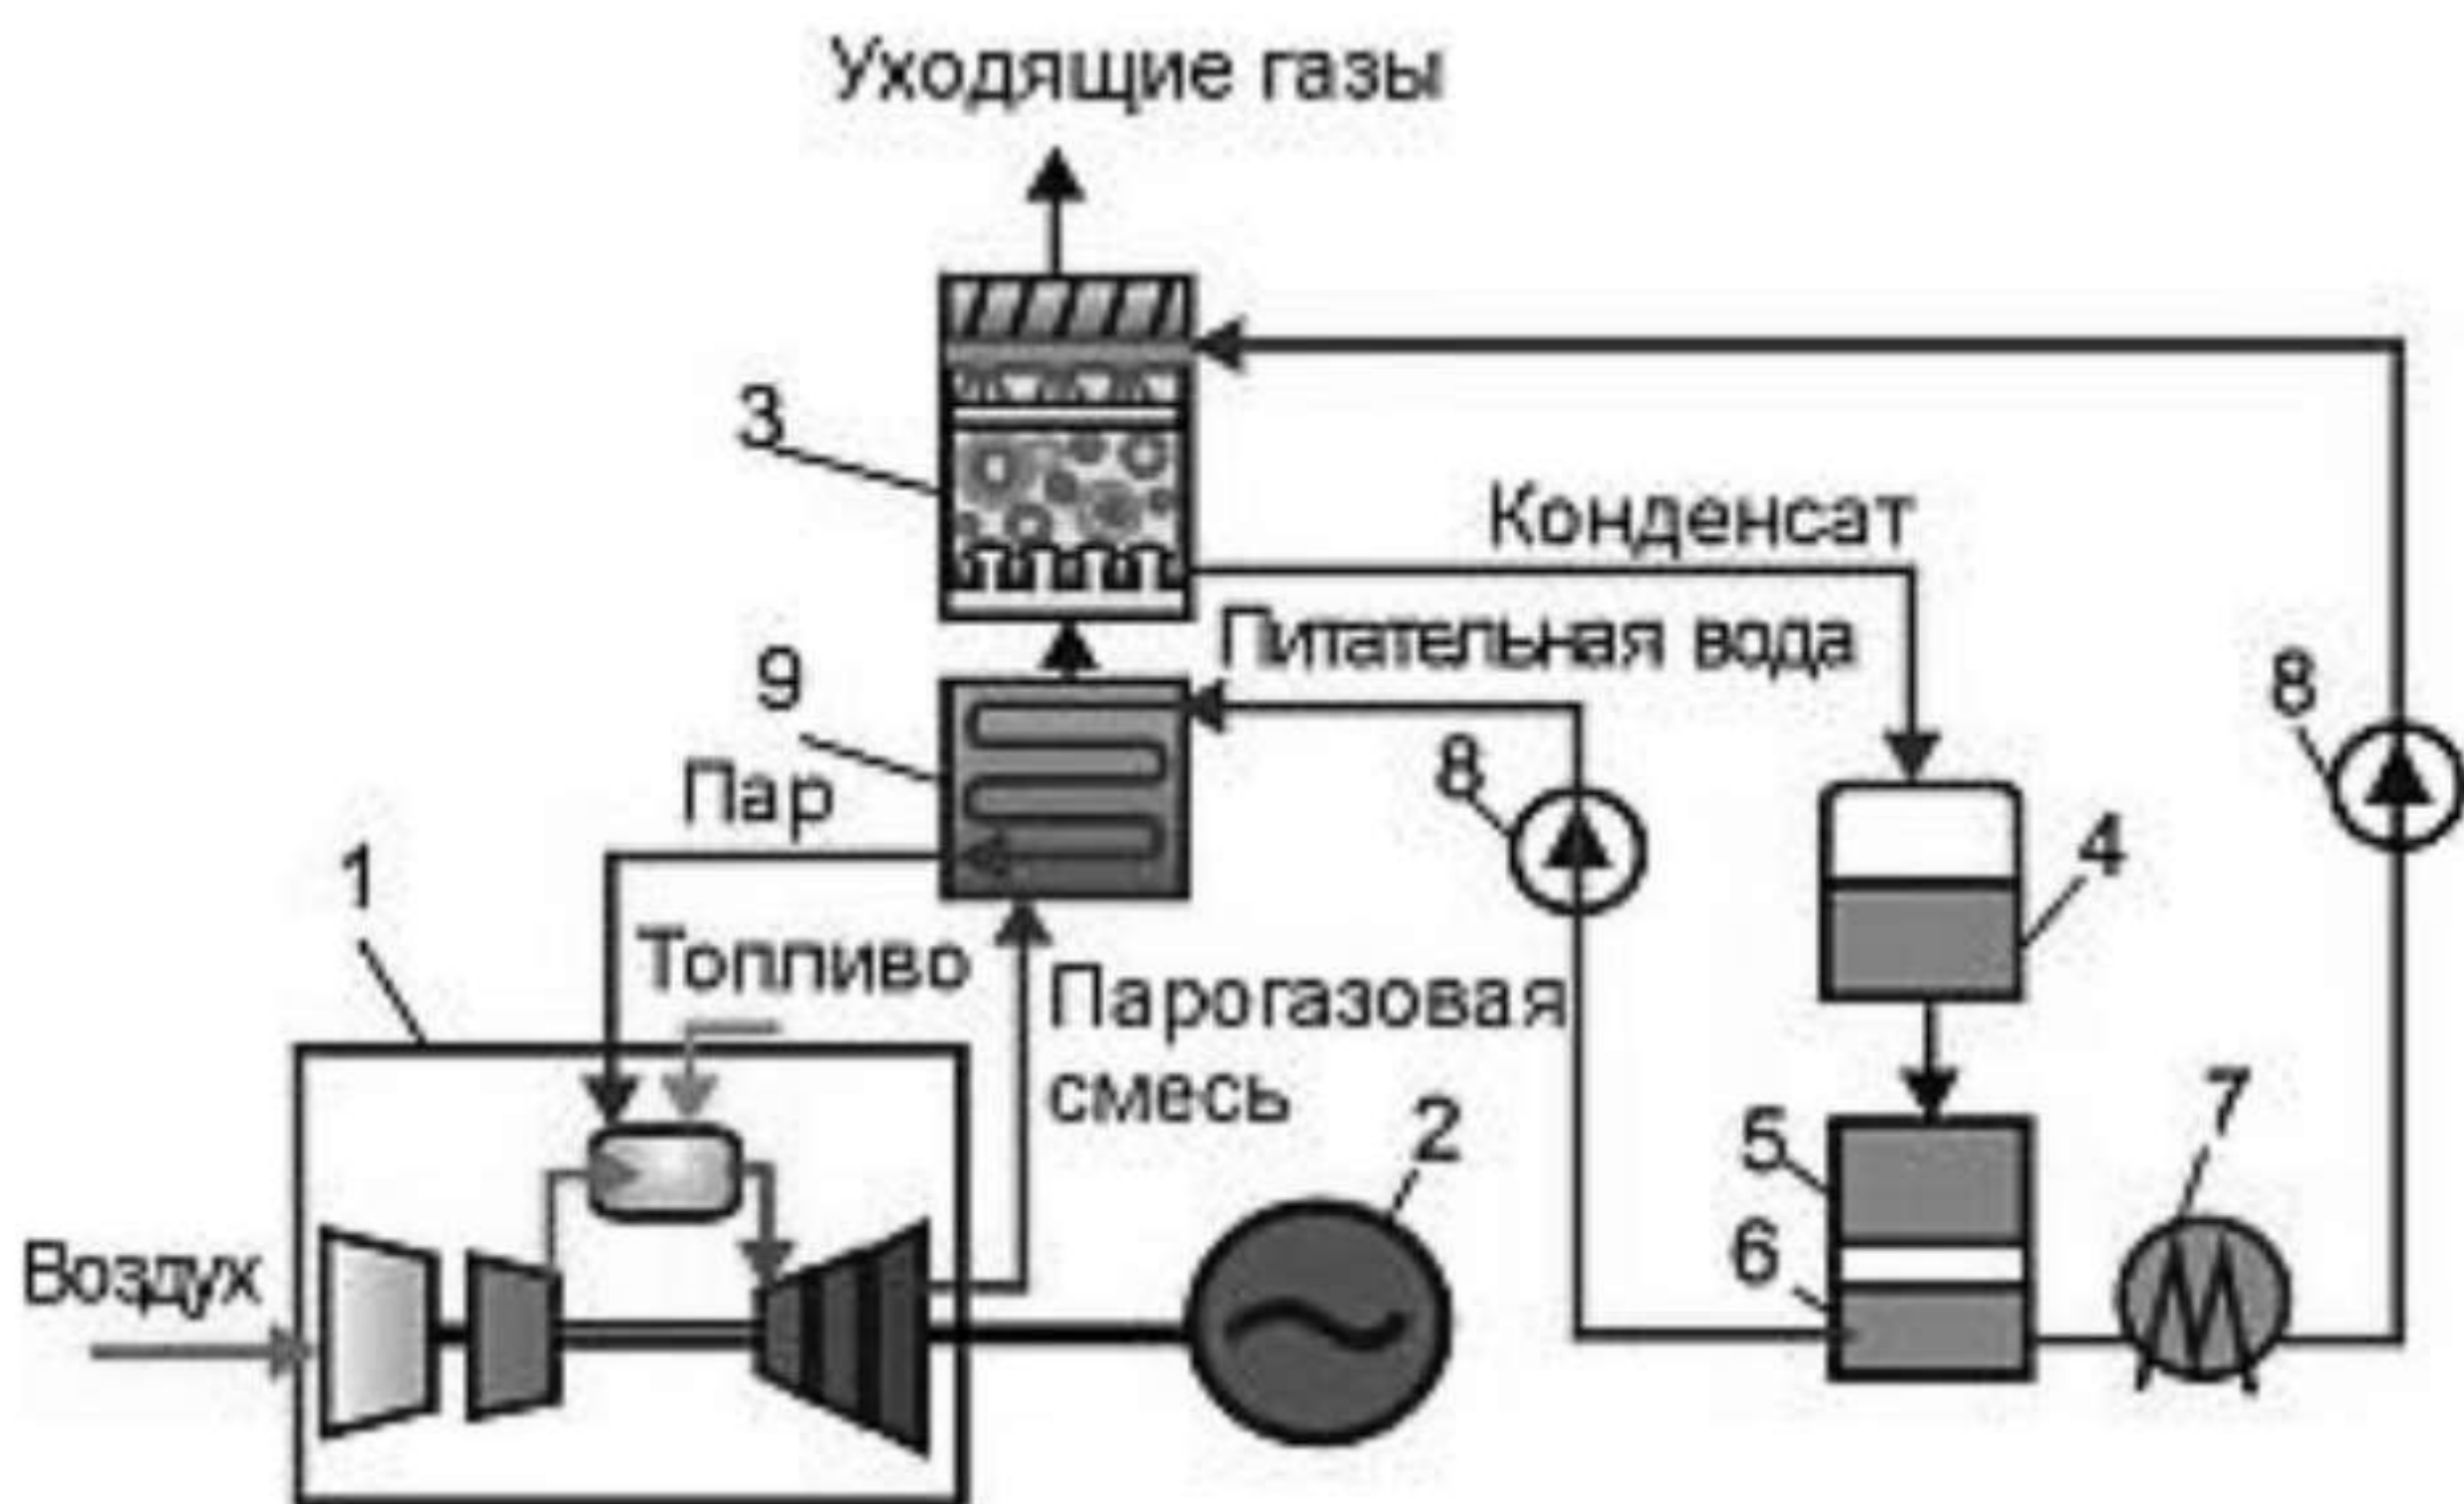 Уходящие газы
3
Конденсат
Питательная вода
9
8
8
Пар
4
1
Топливо
Парогазовая
смесь
2
7
5
6
Воздух